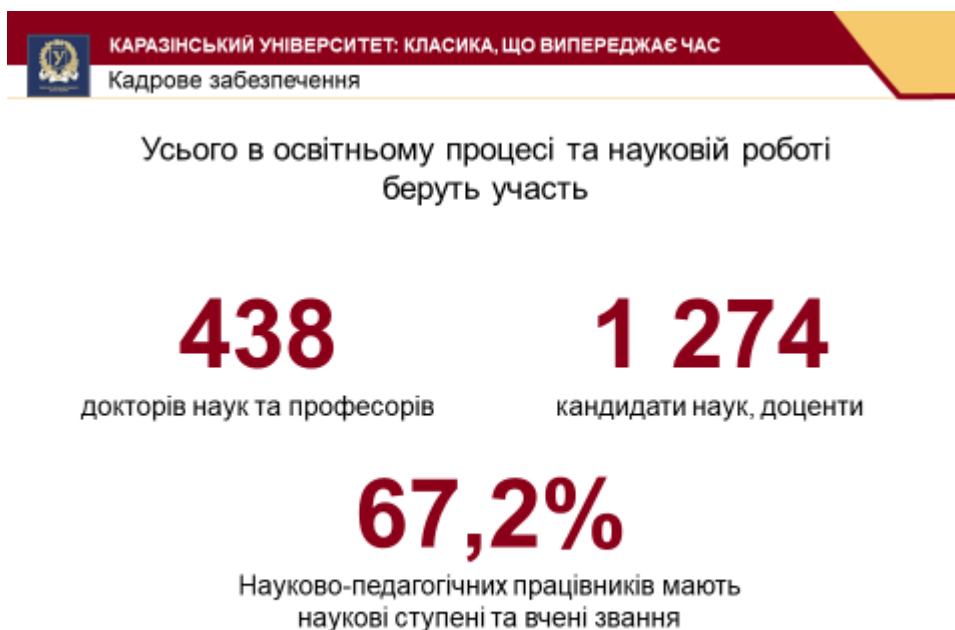 КАРАЗІНСЬКИЙ УНІВЕРСИТЕТ: КЛАСИКА, ЩО ВИПЕРЕДЖАЄ ЧАС
Кадрове забезпечення
Усього в освітньому процесі та науковій роботі
беруть участь
438
докторів наук та професорів
1 274
кандидати наук, доценти
67,2%
Науково-педагогічних працівників мають
наукові ступені та вчені звання